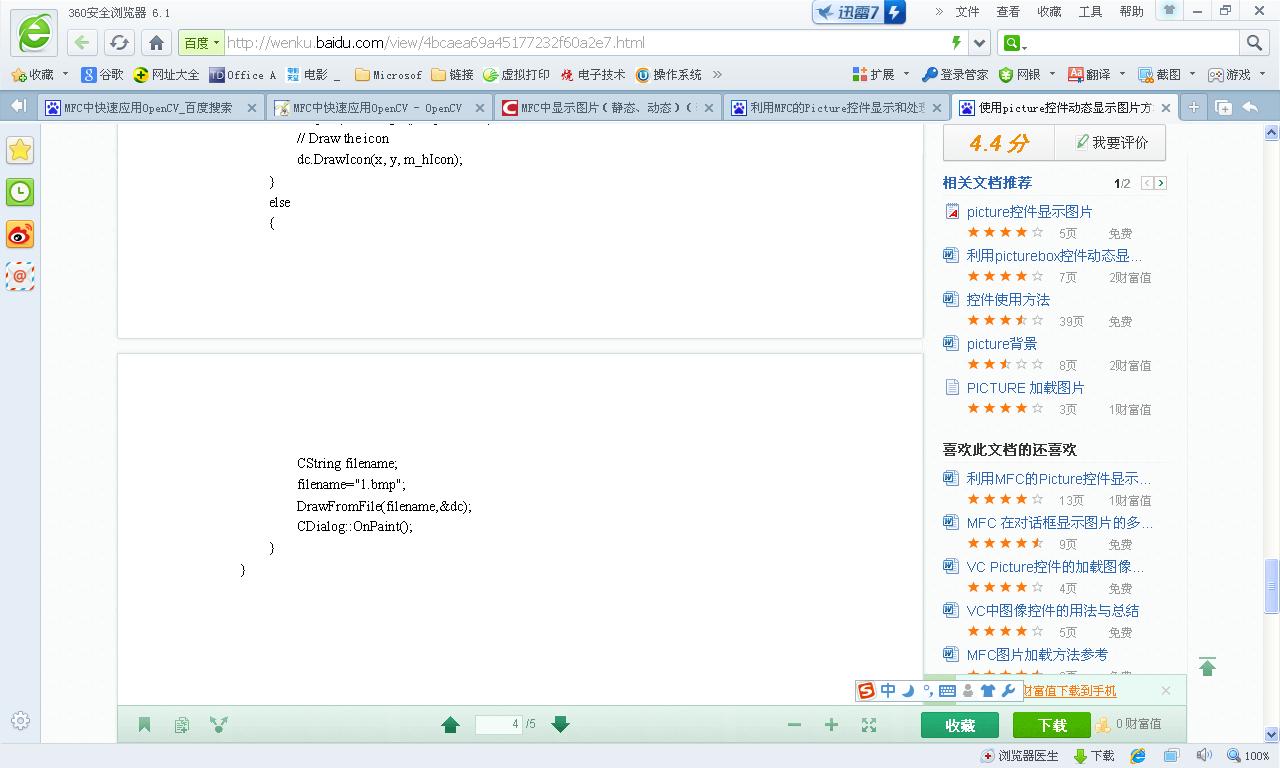 360安全浏览器 6.1
迅雷7
» 文件 查看 收藏 工具 帮助
百度 http://wenku.baidu.com/view/4bcaea69a45177232f60a2e7.html
收藏 谷歌 网址大全 Office A 电影 _ Microsof 链接 虚拟打印 电子技术 操作系统 » 扩展 登录管家 网银 翻译 截图 游戏
MFC中快速应用OpenCV_百度搜索 MFC中快速应用OpenCV - OpenCV MFC中显示图片（静态、动态）（ 利用MFC的Picture控件显示和处理 使用picture控件动态显示图片方
// Draw the icon
dc.DrawIcon(x, y, m_hIcon);
}
else
{
CString filename;
filename="1.bmp";
DrawFromFile(filename,&dc);
CDialog::OnPaint();
}
}
4.4 分 我要评价
相关文档推荐 1/2
picture控件显示图片
5页 免费
利用picturebox控件动态显...
7页 2财富值
控件使用方法
39页 免费
picture背景
8页 2财富值
PICTURE 加载图片
3页 1财富值
喜欢此文档的还喜欢
利用MFC的Picture控件显示...
13页 1财富值
MFC 在对话框显示图片的多...
9页 免费
VC Picture控件的加载图像...
4页 免费
VC中图像控件的用法与总结
5页 免费
MFC图片加载方法参考
中
财富值下载到手机
4 /5 收藏 下载 0 财富值
浏览器医生 下载 100%